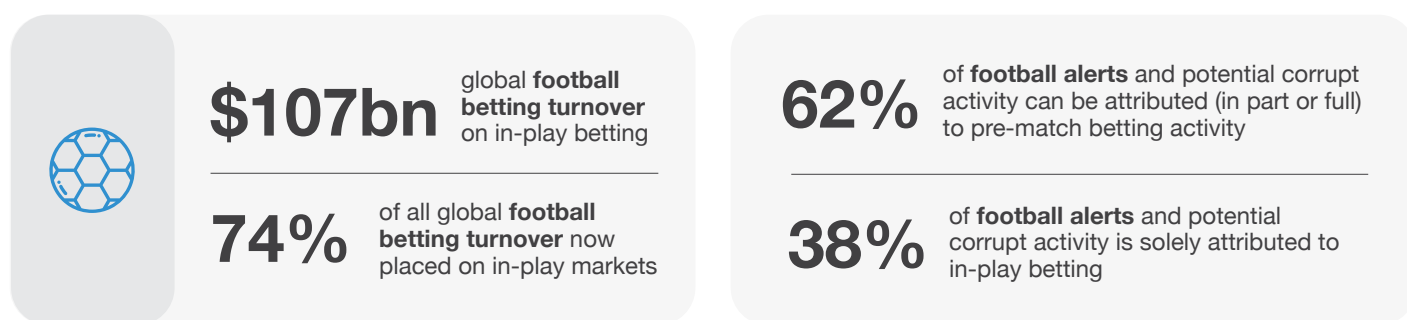 $107bn
global football
betting turnover
on in-play betting
74%
of all global football
betting turnover now
placed on in-play markets
62%
of football alerts and potential corrupt
activity can be attributed (in part or full)
to pre-match betting activity
38%
of football alerts and potential
corrupt activity is solely attributed to
in-play betting